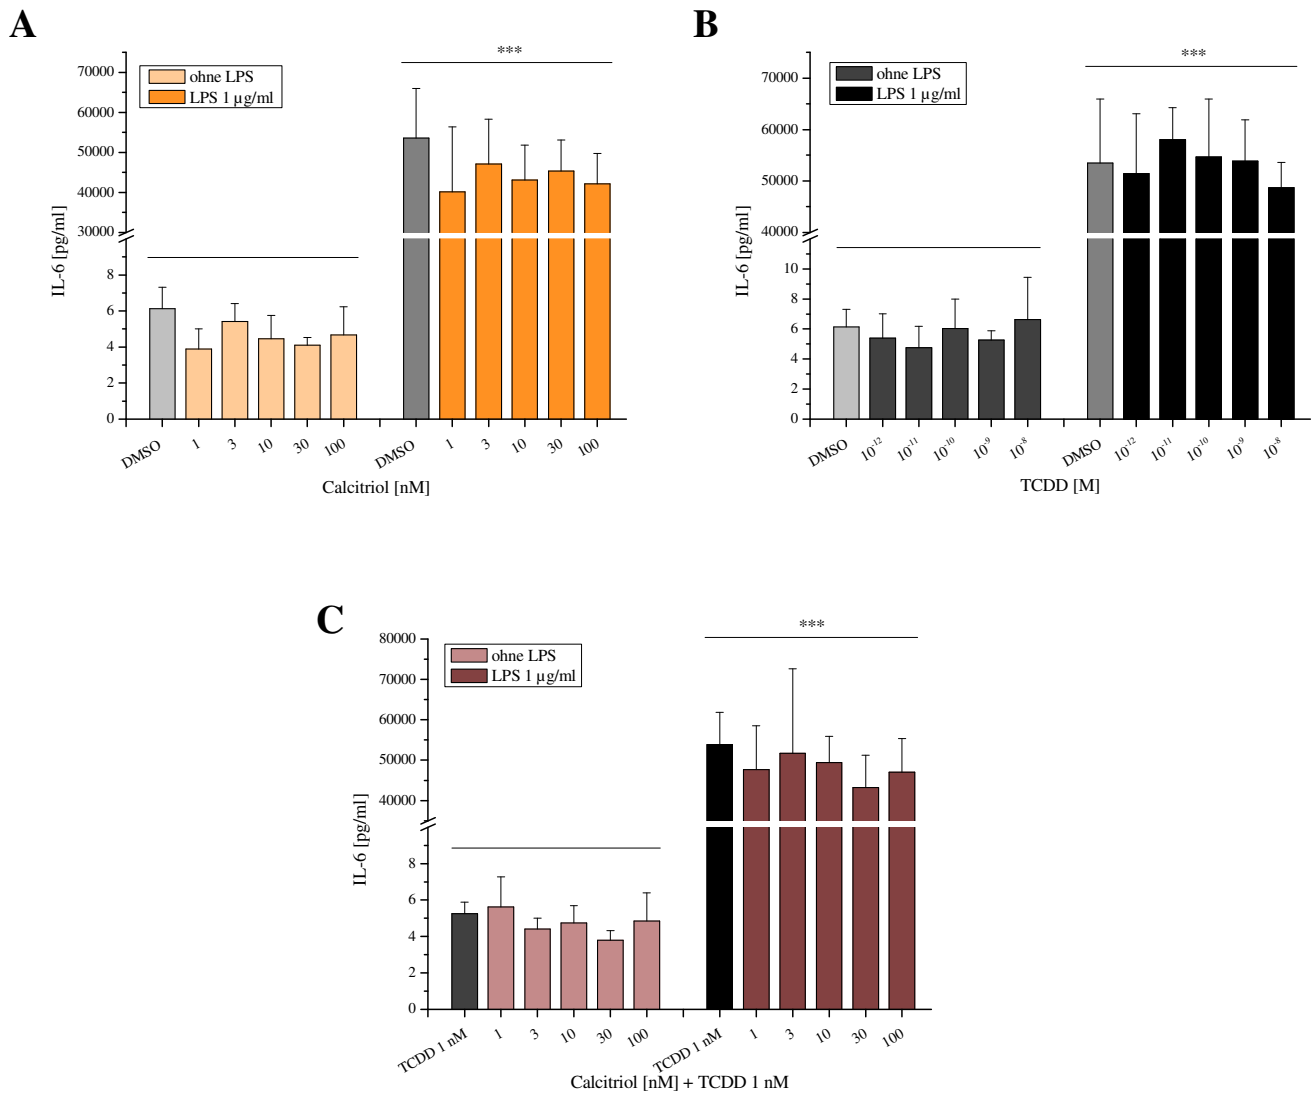 A
***
ohne LPS
LPS 1 µg/ml
70000
60000
50000
40000
30000
8
6
4
2
0
IL-6 [pg/ml]
DMSO 1 3 10 30 100 DMSO 1 3 10 30 100
Calcitriol [nM]
B
***
ohne LPS
LPS 1 µg/ml
70000
60000
50000
40000
10
8
6
4
2
0
IL-6 [pg/ml]
DMSO 10⁻¹² 10⁻¹¹ 10⁻¹⁰ 10⁻⁹ 10⁻⁸ DMSO 10⁻¹² 10⁻¹¹ 10⁻¹⁰ 10⁻⁹ 10⁻⁸
TCDD [M]
C
***
ohne LPS
LPS 1 µg/ml
80000
70000
60000
50000
40000
8
6
4
2
0
IL-6 [pg/ml]
TCDD 1 nM 1 3 10 30 100 TCDD 1 nM 1 3 10 30 100
Calcitriol [nM] + TCDD 1 nM